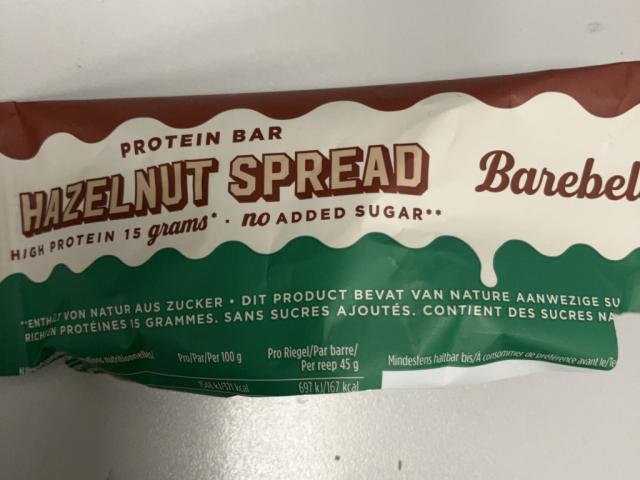 PROTEIN BAR
HAZELNUT SPREAD
HIGH PROTEIN 15 grams* · no ADDED SUGAR**
Barebel
**ENTHÄLT VON NATUR AUS ZUCKER • DIT PRODUCT BEVAT VAN NATURE AANWEZIGE SU
PROTÉINES 15 GRAMMES. SANS SUCRES AJOUTÉS. CONTIENT DES SUCRES NA
Pro/Par/Per 100 g
Pro Riegel/Par barre/
Per reep 45 g
Mindestens haltbar bis/À consommer de préférence avant le/Te
697 kJ/167 kcal